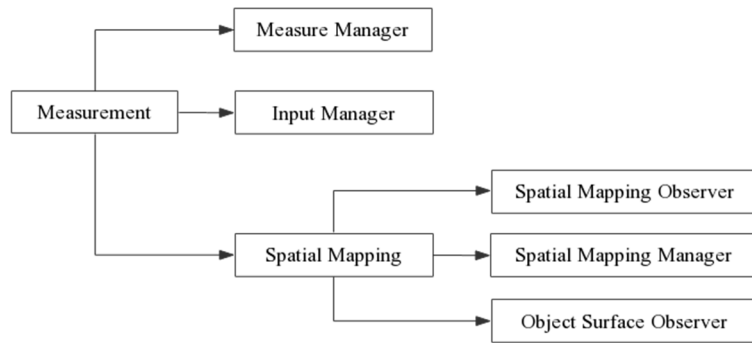 Measure Manager
Measurement
Input Manager
Spatial Mapping Observer
Spatial Mapping
Spatial Mapping Manager
Object Surface Observer